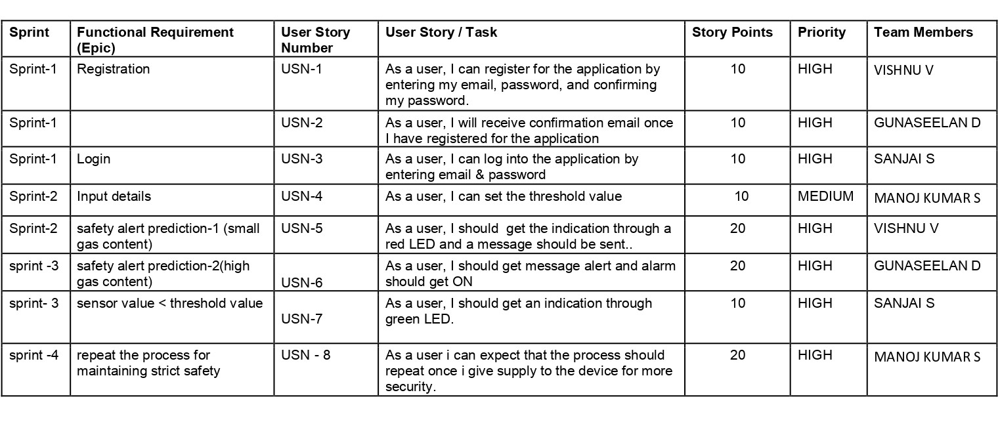 Sprint Functional Requirement User Story User Story / Task Story Points Priority Team Members
(Epic) Number
Sprint-1 Registration USN-1 As a user, I can register for the application by 10 HIGH VISHNU V
entering my email, password, and confirming
my password.
Sprint-1 USN-2 As a user, I will receive confirmation email once 10 HIGH GUNASEELAN D
I have registered for the application
Sprint-1 Login USN-3 As a user, I can log into the application by 10 HIGH SANJAI S
entering email & password
Sprint-2 Input details USN-4 As a user, I can set the threshold value 10 MEDIUM MANOJ KUMAR S
Sprint-2 safety alert prediction-1 (small USN-5 As a user, I should  get the indication through a 20 HIGH VISHNU V
gas content) red LED and a message should be sent..
sprint -3 safety alert prediction-2(high As a user, I should get message alert and alarm 20 HIGH GUNASEELAN D
gas content) USN-6 should get ON
sprint- 3 sensor value < threshold value As a user, I should get an indication through 10 HIGH SANJAI S
USN-7 green LED.
sprint -4 repeat the process for USN - 8 As a user i can expect that the process should 20 HIGH MANOJ KUMAR S
maintaining strict safety repeat once i give supply to the device for more
security.